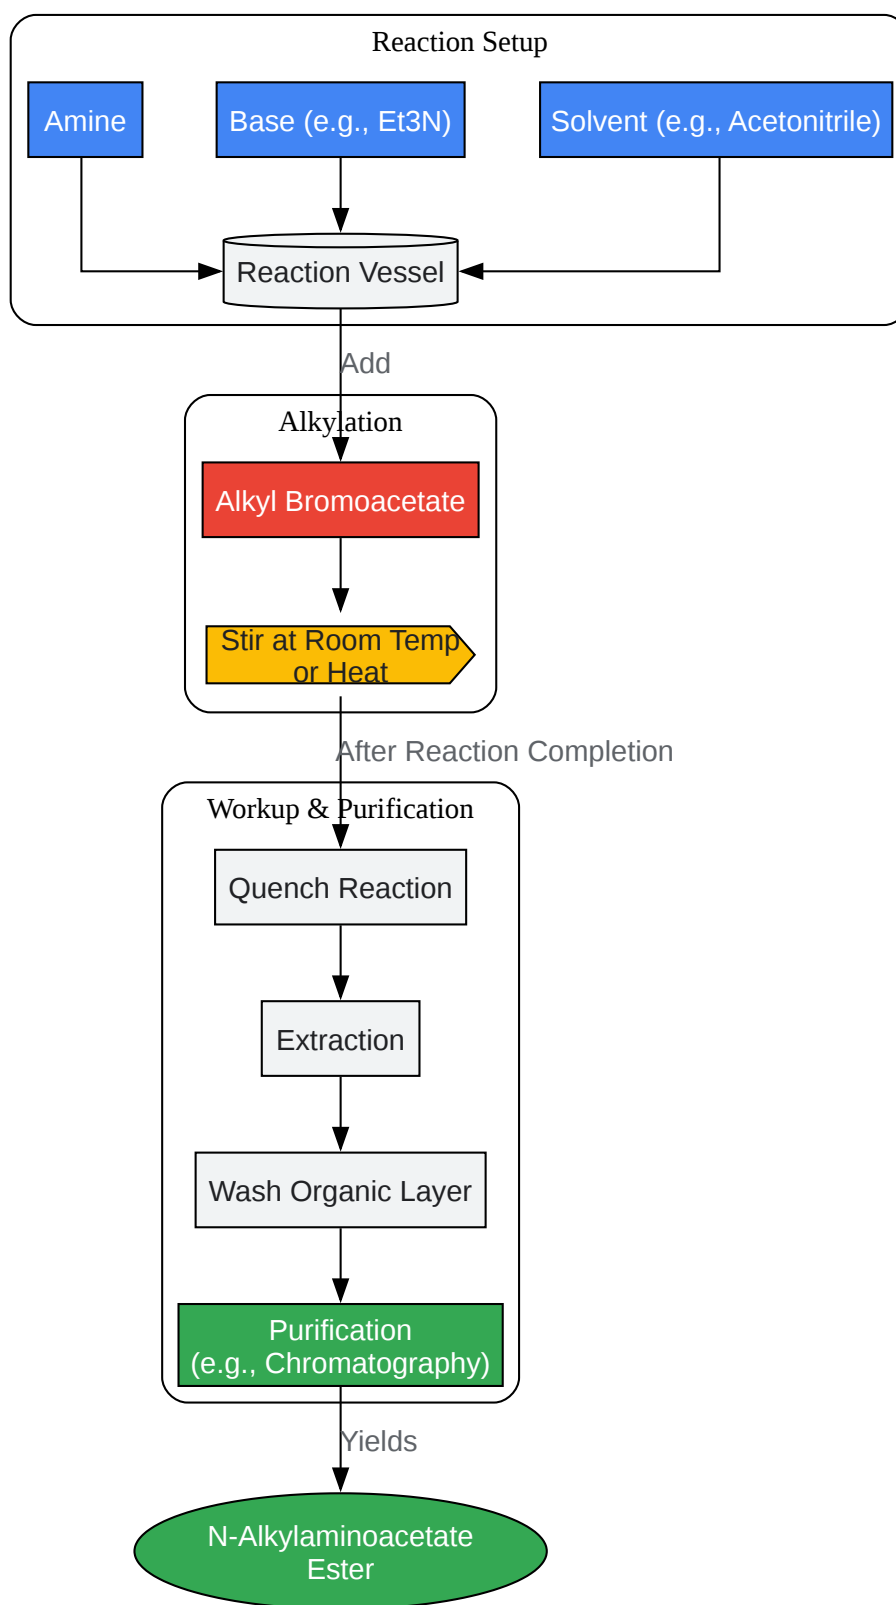 Reaction Setup
Amine
Base (e.g., Et3N)
Solvent (e.g., Acetonitrile)
Reaction Vessel
Add
Alkylation
Alkyl Bromoacetate
Stir at Room Temp
or Heat
After Reaction Completion
Workup & Purification
Quench Reaction
Extraction
Wash Organic Layer
Purification
(e.g., Chromatography)
Yields
N-Alkylaminoacetate
Ester